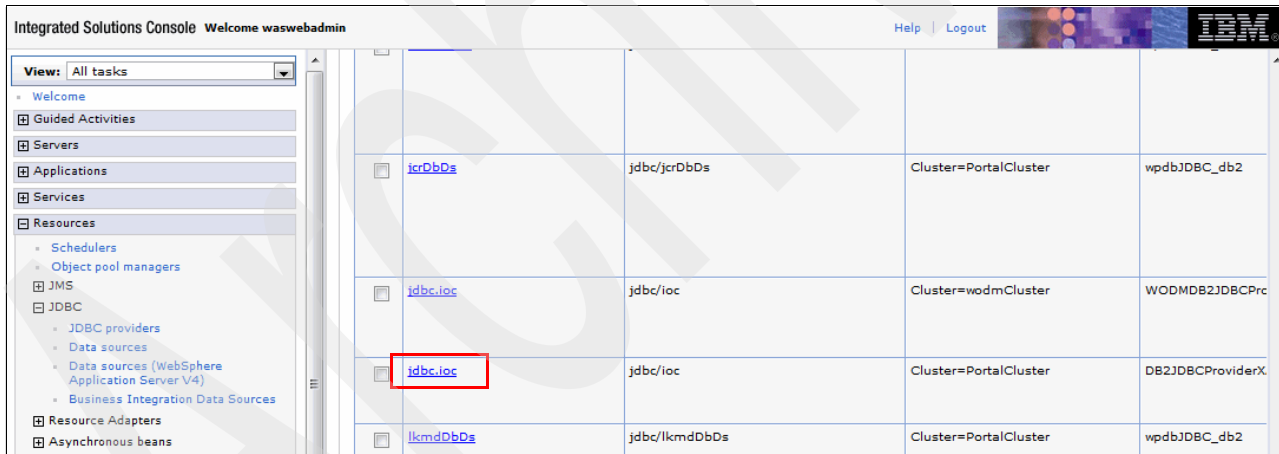 Integrated Solutions Console Welcome waswebadmin
Help | Logout
IBM®
View: All tasks
Welcome
Guided Activities
Servers
Applications
Services
Resources
Schedulers
Object pool managers
JMS
JDBC
JDBC providers
Data sources
Data sources (WebSphere
Application Server V4)
Business Integration Data Sources
Resource Adapters
Asynchronous beans
jcrDbDs jdbc/jcrDbDs Cluster=PortalCluster wpdbJDBC_db2
jdbc.ioc jdbc/ioc Cluster=wodmCluster WODMDB2JDBCPro
jdbc.ioc jdbc/ioc Cluster=PortalCluster DB2JDBCProviderX
lkmdDbDs jdbc/lkmdDbDs Cluster=PortalCluster wpdbJDBC_db2